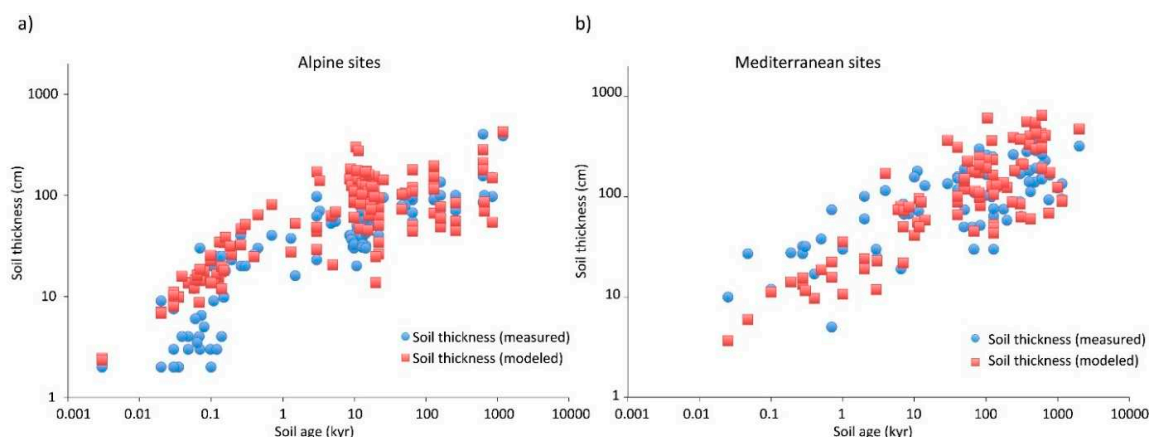 a)
Alpine sites
Soil thickness (cm)
1000
100
10
1
0.001
0.01
0.1
1
10
100
1000
10000
Soil age (kyr)
Soil thickness (measured)
Soil thickness (modeled)
b)
Mediterranean sites
Soil thickness (cm)
1000
100
10
1
0.001
0.01
0.1
1
10
100
1000
10000
Soil age (kyr)
Soil thickness (measured)
Soil thickness (modeled)